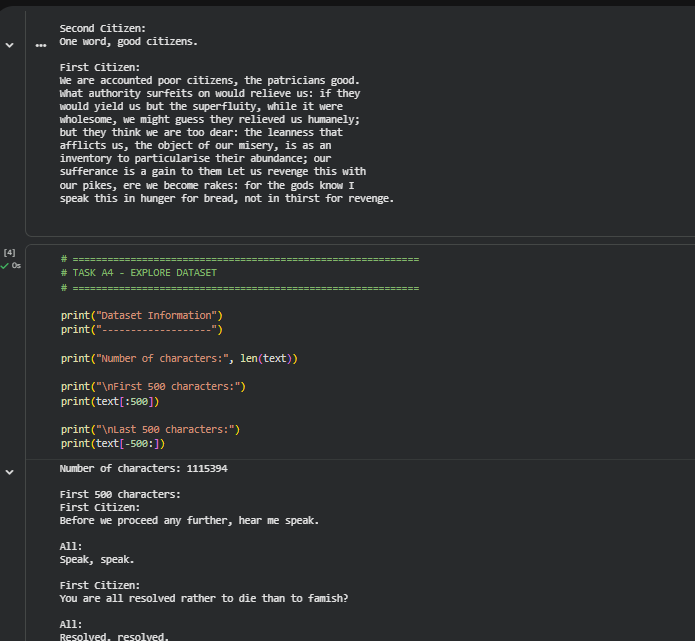 Second Citizen:
One word, good citizens.
First Citizen:
We are accounted poor citizens, the patricians good.
What authority surfeits on would relieve us: if they
would yield us but the superfluity, while it were
wholesome, we might guess they relieved us humanely;
but they think we are too dear: the leanness that
afflicts us, the object of our misery, is as an
inventory to particularise their abundance; our
sufferance is a gain to them Let us revenge this with
our pikes, ere we become rakes: for the gods know I
speak this in hunger for bread, not in thirst for revenge.
[4]
0s
# ============================================================
# TASK A4 - EXPLORE DATASET
# ============================================================
print("Dataset Information")
print("-------------------")
print("Number of characters:", len(text))
print("\nFirst 500 characters:")
print(text[:500])
print("\nLast 500 characters:")
print(text[-500:])
Number of characters: 1115394
First 500 characters:
First Citizen:
Before we proceed any further, hear me speak.
All:
Speak, speak.
First Citizen:
You are all resolved rather to die than to famish?
All:
Resolved. resolved.